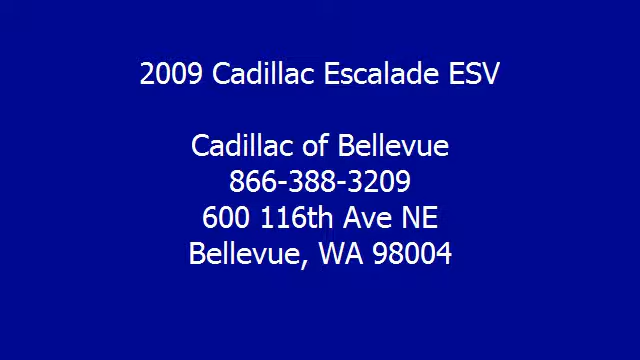 2009 Cadillac Escalade ESV
Cadillac of Bellevue
866-388-3209
600 116th Ave NE
Bellevue, WA 98004